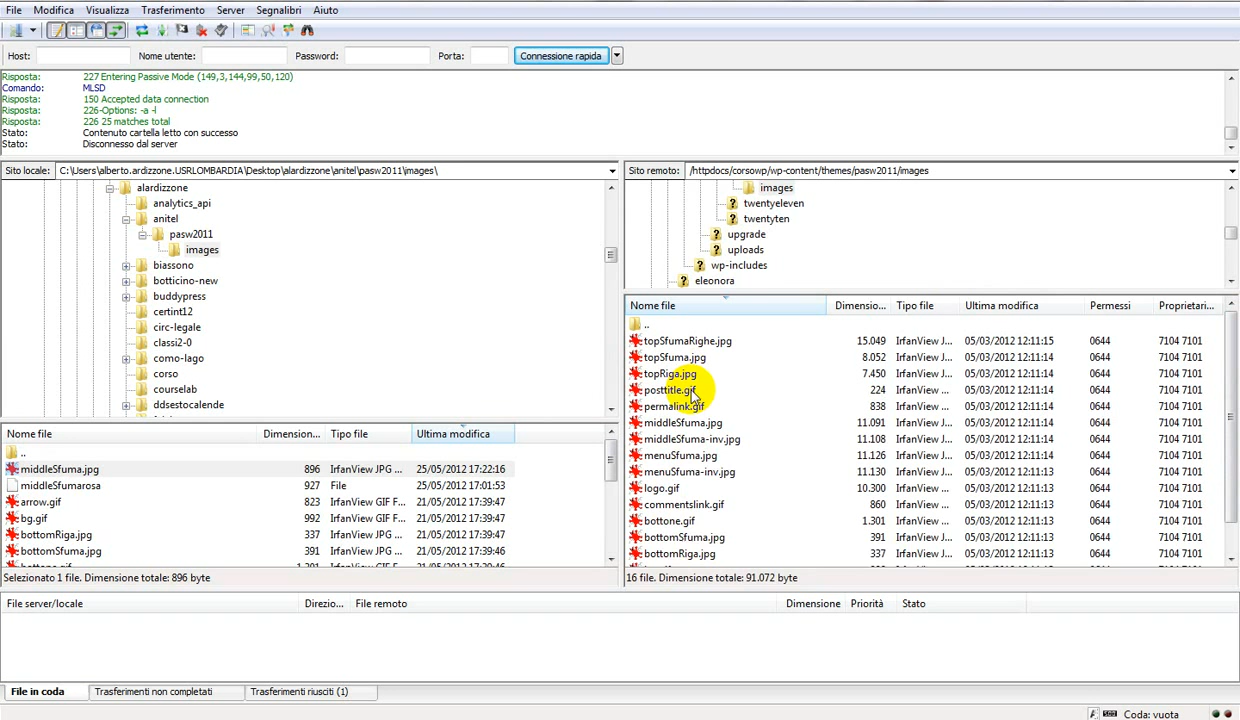 File Modifica Visualizza Trasferimento Server Segnalibri Aiuto
Host: Nome utente: Password: Porta: Connessione rapida
Risposta: 227 Entering Passive Mode (149,3,144,99,50,120)
Comando: MLSD
Risposta: 150 Accepted data connection
Risposta: 226-Options: -a -l
Risposta: 226 25 matches total
Stato: Contenuto cartella letto con successo
Stato: Disconnesso dal server
Sito locale: C:\Users\alberto.ardizzone.USRLOMBARDIA\Desktop\alardizzone\anitel\pasw2011\images\
alardizzone
analytics_api
anitel
pasw2011
images
biassono
botticino-new
buddypress
certint12
circ-legale
classi2-0
como-lago
corso
courselab
ddsestocalende
Nome file Dimension... Tipo file Ultima modifica
..
middleSfuma.jpg 896 IrfanView JPG ... 25/05/2012 17:22:16
middleSfumarosa 927 File 25/05/2012 17:01:53
arrow.gif 823 IrfanView GIF F... 21/05/2012 17:39:47
bg.gif 992 IrfanView GIF F... 21/05/2012 17:39:47
bottomRiga.jpg 337 IrfanView JPG ... 21/05/2012 17:39:47
bottomSfuma.jpg 391 IrfanView JPG ... 21/05/2012 17:39:46
Selezionato 1 file. Dimensione totale: 896 byte
Sito remoto: /httpdocs/corsowp/wp-content/themes/pasw2011/images
images
twentyeleven
twentyten
upgrade
uploads
wp-includes
eleonora
Nome file Dimensio... Tipo file Ultima modifica Permessi Proprietari...
..
topSfumaRighe.jpg 15.049 IrfanView J... 05/03/2012 12:11:15 0644 7104 7101
topSfuma.jpg 8.052 IrfanView J... 05/03/2012 12:11:14 0644 7104 7101
topRiga.jpg 7.450 IrfanView J... 05/03/2012 12:11:14 0644 7104 7101
posttitle.gif 224 IrfanView ... 05/03/2012 12:11:14 0644 7104 7101
permalink.gif 838 IrfanView ... 05/03/2012 12:11:14 0644 7104 7101
middleSfuma.jpg 11.091 IrfanView J... 05/03/2012 12:11:14 0644 7104 7101
middleSfuma-inv.jpg 11.108 IrfanView J... 05/03/2012 12:11:14 0644 7104 7101
menuSfuma.jpg 11.126 IrfanView J... 05/03/2012 12:11:14 0644 7104 7101
menuSfuma-inv.jpg 11.130 IrfanView J... 05/03/2012 12:11:13 0644 7104 7101
logo.gif 10.300 IrfanView ... 05/03/2012 12:11:13 0644 7104 7101
commentslink.gif 860 IrfanView ... 05/03/2012 12:11:13 0644 7104 7101
bottone.gif 1.301 IrfanView ... 05/03/2012 12:11:13 0644 7104 7101
bottomSfuma.jpg 391 IrfanView J... 05/03/2012 12:11:13 0644 7104 7101
bottomRiga.jpg 337 IrfanView J... 05/03/2012 12:11:13 0644 7104 7101
16 file. Dimensione totale: 91.072 byte
File server/locale Direzio... File remoto Dimensione Priorità Stato
File in coda Trasferimenti non completati Trasferimenti riusciti (1)
Coda: vuota